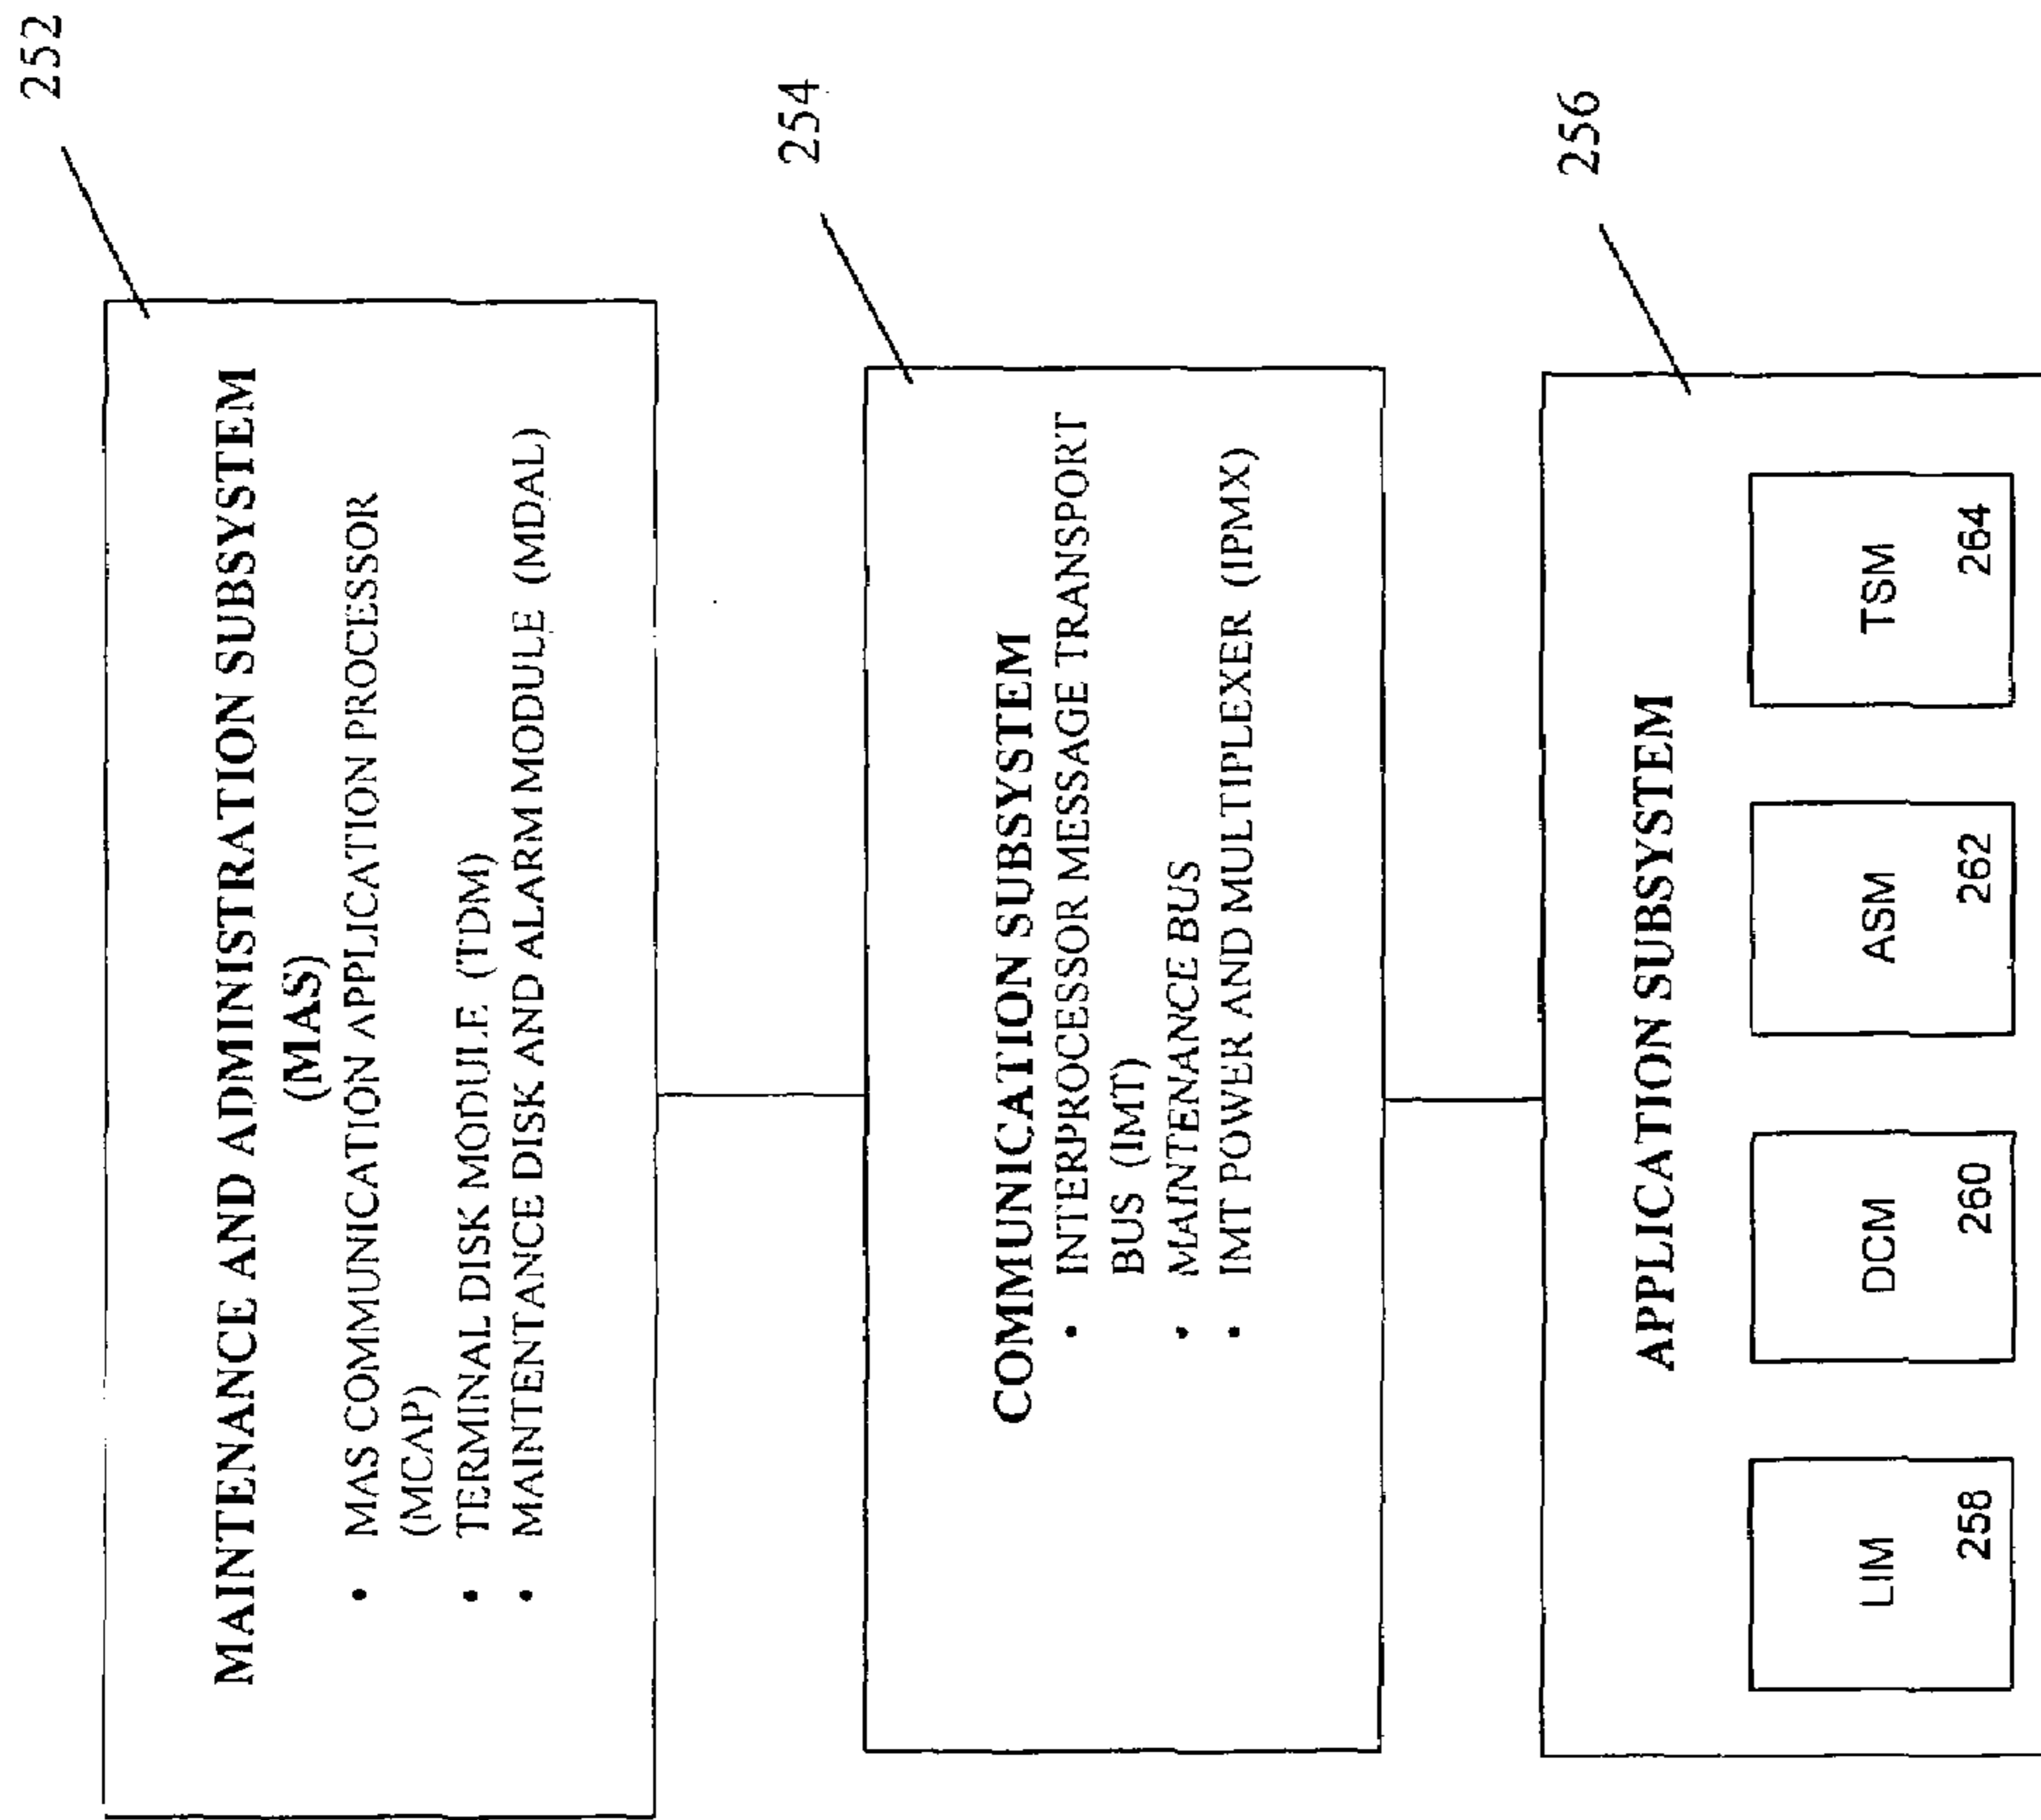 252
MAINTENANCE AND ADMINISTRATION SUBSYSTEM
(MAS)
• MAS COMMUNICATION APPLICATION PROCESSOR
(MCAP)
• TERMINAL DISK MODULE (TDM)
• MAINTENTANCE DISK AND ALARM MODULE (MDAL)
254
COMMUNICATION SUBSYSTEM
• INTERPROCESSOR MESSAGE TRANSPORT
BUS (IMT)
• MAINTENANCE BUS
• IMT POWER AND MULTIPLEXER (IPMX)
256
APPLICATION SUBSYSTEM
LIM
258
DCM
260
ASM
262
TSM
264